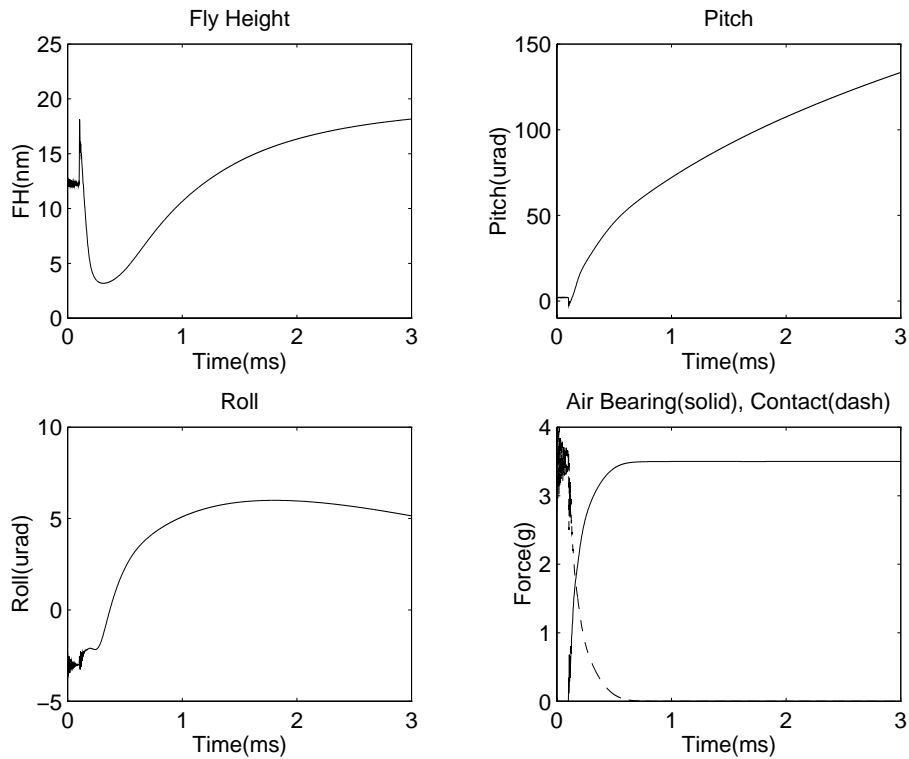 Fly Height
25
20
15
10
5
0
FH(nm)
0 1 2 3
Time(ms)
Pitch
150
100
50
0
Pitch(urad)
0 1 2 3
Time(ms)
Roll
10
5
0
−5
Roll(urad)
0 1 2 3
Time(ms)
Air Bearing(solid), Contact(dash)
4
3
2
1
0
Force(g)
0 1 2 3
Time(ms)